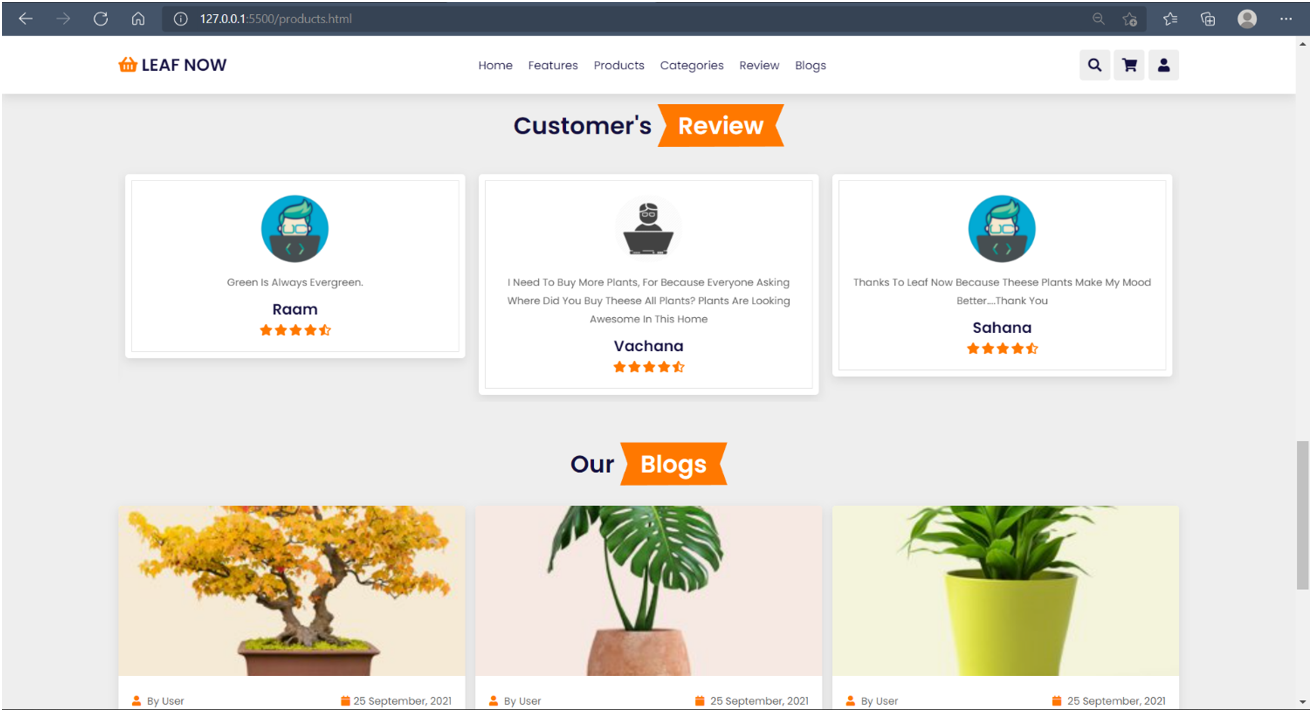 127.0.0.1:5500/products.html
LEAF NOW
Home Features Products Categories Review Blogs
Customer's Review
Green Is Always Evergreen.
Raam
I Need To Buy More Plants, For Because Everyone Asking
Where Did You Buy Theese All Plants? Plants Are Looking
Awesome In This Home
Vachana
Thanks To Leaf Now Because Theese Plants Make My Mood
Better....Thank You
Sahana
Our Blogs
By User 25 September, 2021
By User 25 September, 2021
By User 25 September, 2021